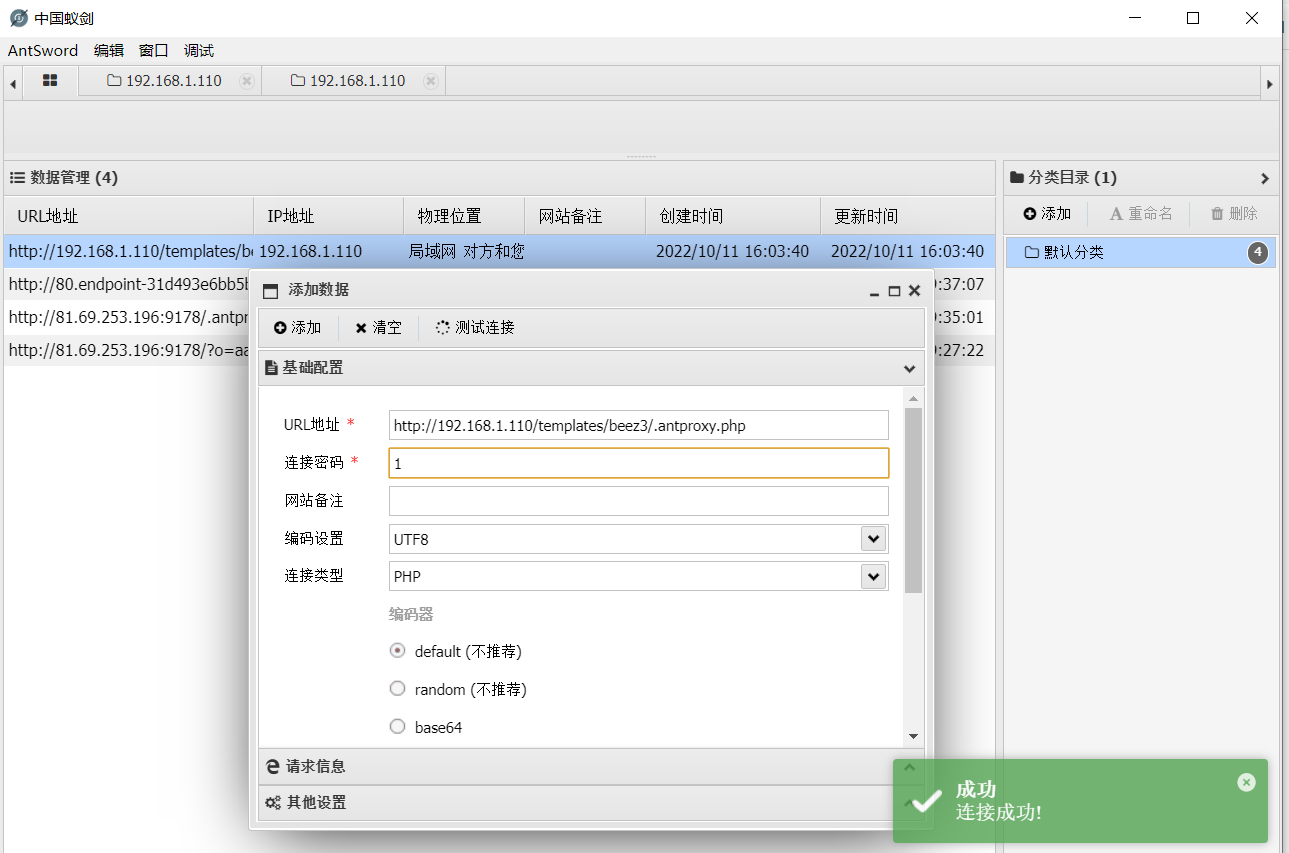 中国蚁剑
AntSword 编辑 窗口 调试
192.168.1.110 192.168.1.110
数据管理 (4)
分类目录 (1)
URL地址 IP地址 物理位置 网站备注 创建时间 更新时间
添加 重命名 删除
http://192.168.1.110/templates/be 192.168.1.110 局域网 对方和您 2022/10/11 16:03:40 2022/10/11 16:03:40
默认分类 4
http://80.endpoint-31d493e6bb5b :37:07
http://81.69.253.196:9178/.antpr :35:01
http://81.69.253.196:9178/?o=aa :27:22
添加数据
添加 清空 测试连接
基础配置
URL地址 * http://192.168.1.110/templates/beez3/.antproxy.php
连接密码 * 1
网站备注
编码设置 UTF8
连接类型 PHP
编码器
default (不推荐)
random (不推荐)
base64
请求信息
其他设置
成功
连接成功!